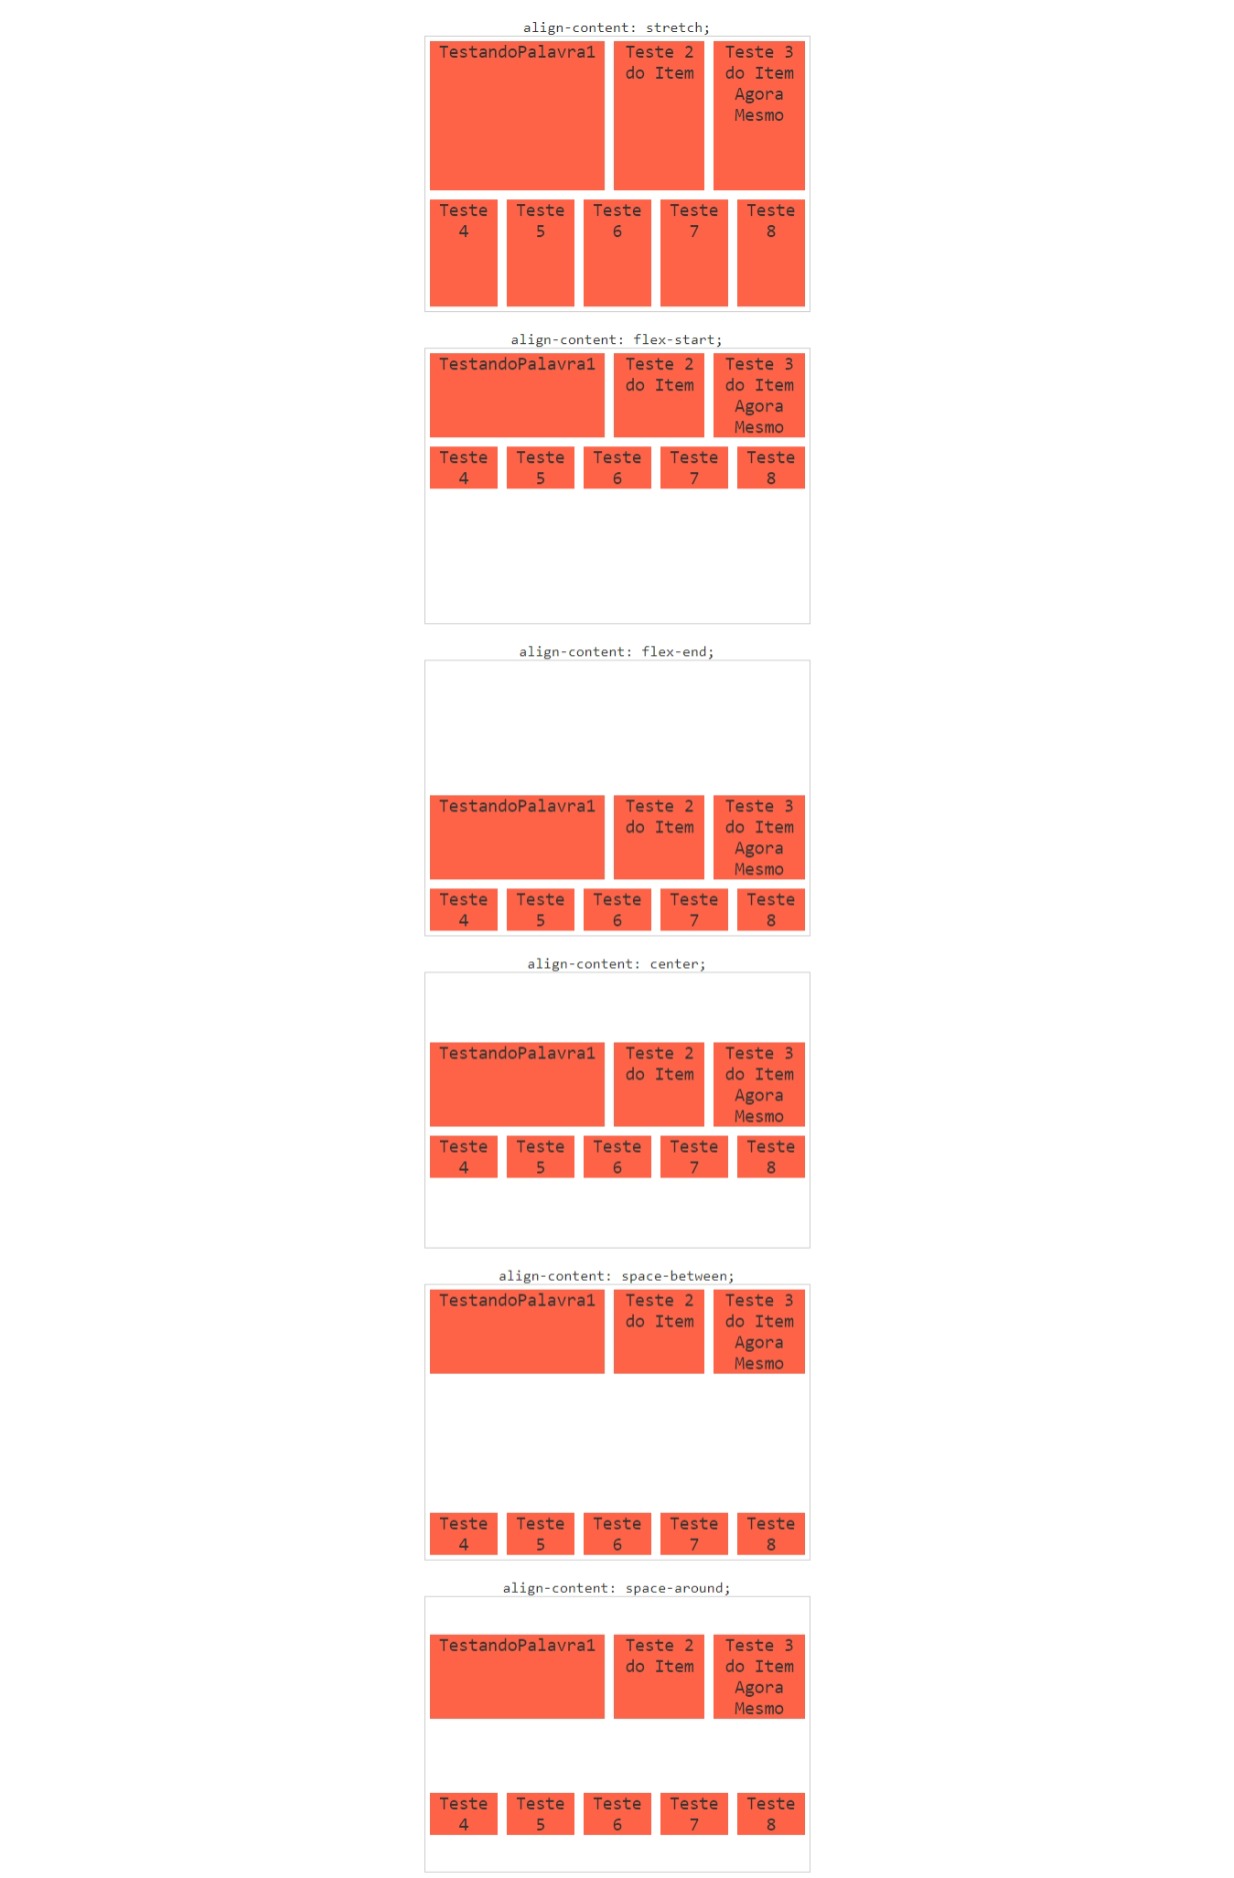 align-content: stretch;
TestandoPalavra1 Teste 2 Teste 3
do Item do Item
Agora
Mesmo
Teste Teste Teste Teste Teste
4 5 6 7 8
align-content: flex-start;
TestandoPalavra1 Teste 2 Teste 3
do Item do Item
Agora
Mesmo
Teste Teste Teste Teste Teste
4 5 6 7 8
align-content: flex-end;
TestandoPalavra1 Teste 2 Teste 3
do Item do Item
Agora
Mesmo
Teste Teste Teste Teste Teste
4 5 6 7 8
align-content: center;
TestandoPalavra1 Teste 2 Teste 3
do Item do Item
Agora
Mesmo
Teste Teste Teste Teste Teste
4 5 6 7 8
align-content: space-between;
TestandoPalavra1 Teste 2 Teste 3
do Item do Item
Agora
Mesmo
Teste Teste Teste Teste Teste
4 5 6 7 8
align-content: space-around;
TestandoPalavra1 Teste 2 Teste 3
do Item do Item
Agora
Mesmo
Teste Teste Teste Teste Teste
4 5 6 7 8